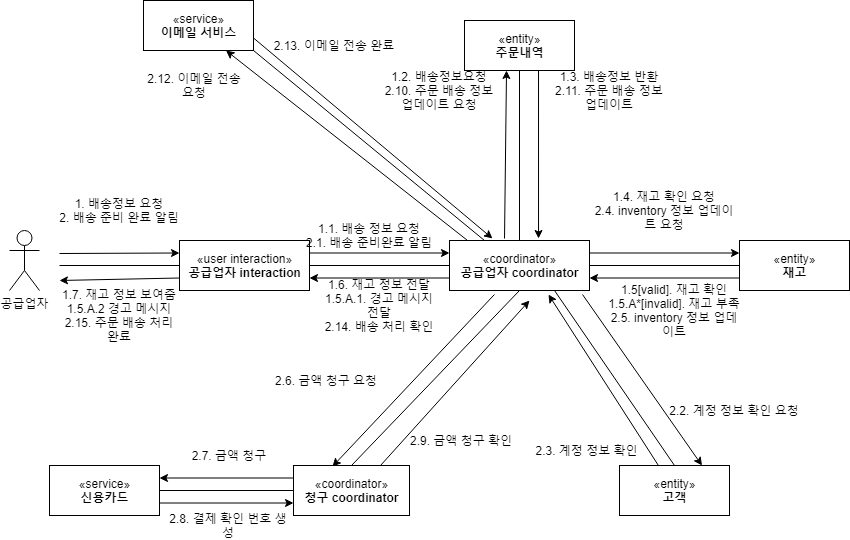 «service»
이메일 서비스
2.13. 이메일 전송 완료
2.12. 이메일 전송
요청
«entity»
주문내역
1.2. 배송정보요청
2.10. 주문 배송 정보
업데이트 요청
1.3. 배송정보 반환
2.11. 주문 배송 정보
업데이트
1. 배송정보 요청
2. 배송 준비 완료 알림
1.1. 배송 정보 요청
2.1. 배송 준비완료 알림
1.4. 재고 확인 요청
2.4. inventory 정보 업데이
트 요청
공급업자
«user interaction»
공급업자 interaction
«coordinator»
공급업자 coordinator
«entity»
재고
1.7. 재고 정보 보여줌
1.5.A.2 경고 메시지
2.15. 주문 배송 처리
완료
1.6. 재고 정보 전달
1.5.A.1. 경고 메시지
전달
2.14. 배송 처리 확인
1.5[valid]. 재고 확인
1.5.A*[invalid]. 재고 부족
2.5. inventory 정보 업데
이트
2.6. 금액 청구 요청
2.9. 금액 청구 확인
2.2. 계정 정보 확인 요청
2.3. 계정 정보 확인
2.7. 금액 청구
«service»
신용카드
2.8. 결제 확인 번호 생
성
«coordinator»
청구 coordinator
«entity»
고객